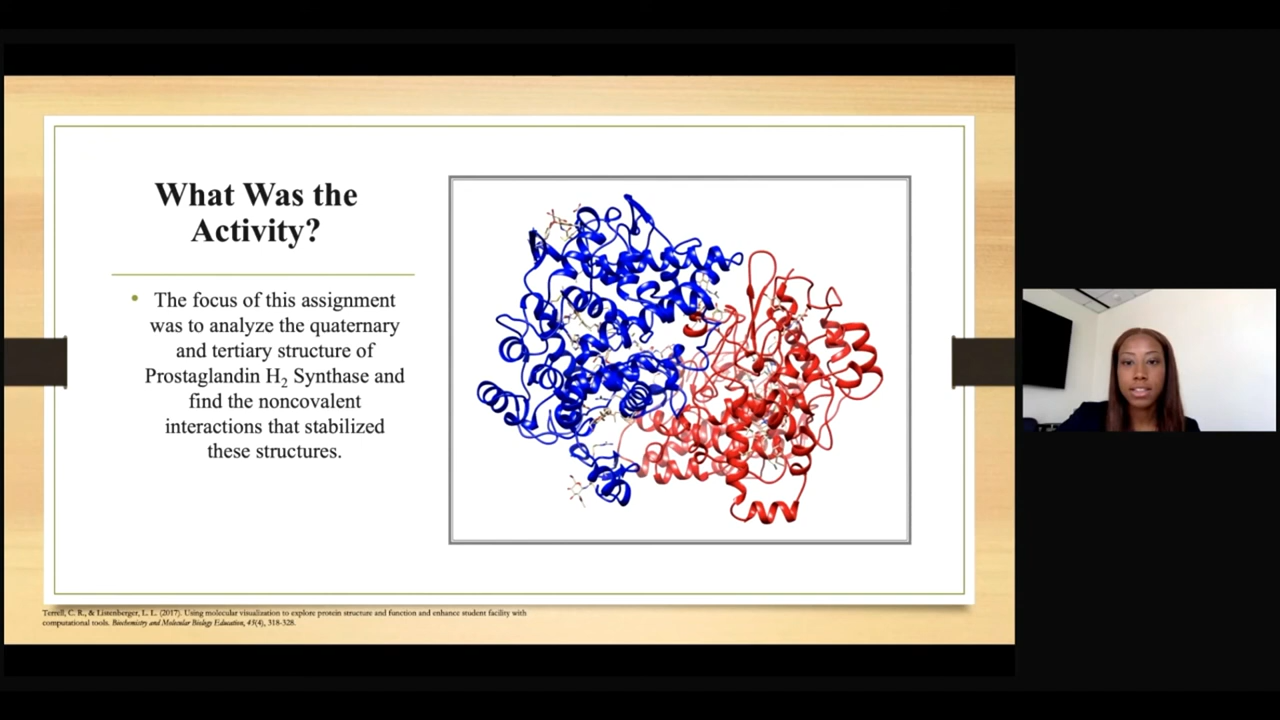 What Was the
Activity?
• The focus of this assignment
was to analyze the quaternary
and tertiary structure of
Prostaglandin H₂ Synthase and
find the noncovalent
interactions that stabilized
these structures.
Terrell, C. R., & Listenberger, L. L. (2017). Using molecular visualization to explore protein structure and function and enhance student facility with
computational tools. Biochemistry and Molecular Biology Education, 45(4), 318-328.